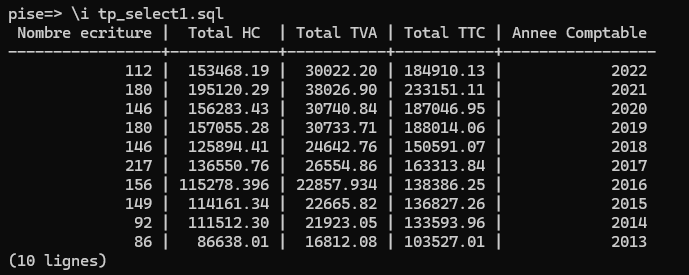 pise=> \i tp_select1.sql
 Nombre ecriture |  Total HC  | Total TVA | Total TTC | Annee Comptable
-----------------+------------+-----------+-----------+-----------------
             112 |  153468.19 |  30022.20 | 184910.13 |            2022
             180 |  195120.29 |  38026.90 | 233151.11 |            2021
             146 |  156283.43 |  30740.84 | 187046.95 |            2020
             180 |  157055.28 |  30733.71 | 188014.06 |            2019
             146 |  125894.41 |  24642.76 | 150591.07 |            2018
             217 |  136550.76 |  26554.86 | 163313.84 |            2017
             156 | 115278.396 | 22857.934 | 138386.25 |            2016
             149 |  114161.34 |  22665.82 | 136827.26 |            2015
              92 |  111512.30 |  21923.05 | 133593.96 |            2014
              86 |   86638.01 |  16812.08 | 103527.01 |            2013
(10 lignes)